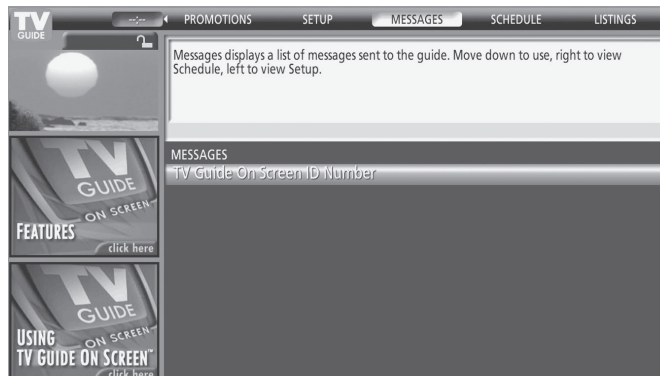 TV
GUIDE
--:--
PROMOTIONS SETUP MESSAGES SCHEDULE LISTINGS
Messages displays a list of messages sent to the guide. Move down to use, right to view
Schedule, left to view Setup.
MESSAGES
TV Guide On Screen ID Number
TV
GUIDE
ON SCREEN
FEATURES
click here
TV
GUIDE
ON SCREEN
USING
TV GUIDE ON SCREEN™
click here